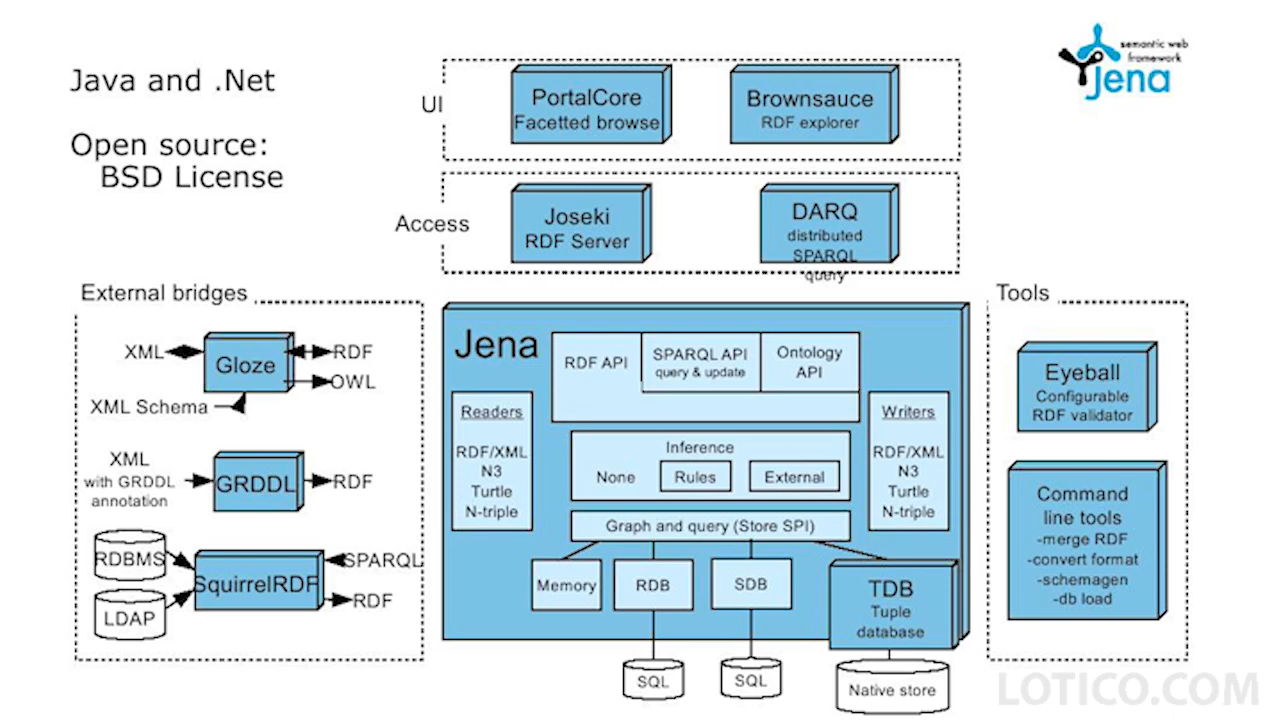 Java and .Net
Open source:
BSD License
semantic web
framework
Jena
UI
PortalCore
Facetted browse
Brownsauce
RDF explorer
Access
Joseki
RDF Server
DARQ
distributed
SPARQL
query
External bridges
XML
Gloze
RDF
OWL
XML Schema
XML
with GRDDL
annotation
GRDDL
RDF
RDBMS
LDAP
SquirrelRDF
SPARQL
RDF
Jena
RDF API
SPARQL API
query & update
Ontology
API
Readers
RDF/XML
N3
Turtle
N-triple
Writers
RDF/XML
N3
Turtle
N-triple
Inference
None
Rules
External
Graph and query (Store SPI)
Memory
RDB
SDB
TDB
Tuple
database
SQL
SQL
Native store
Tools
Eyeball
Configurable
RDF validator
Command
line tools
-merge RDF
-convert format
-schemagen
-db load
LOTICO.COM